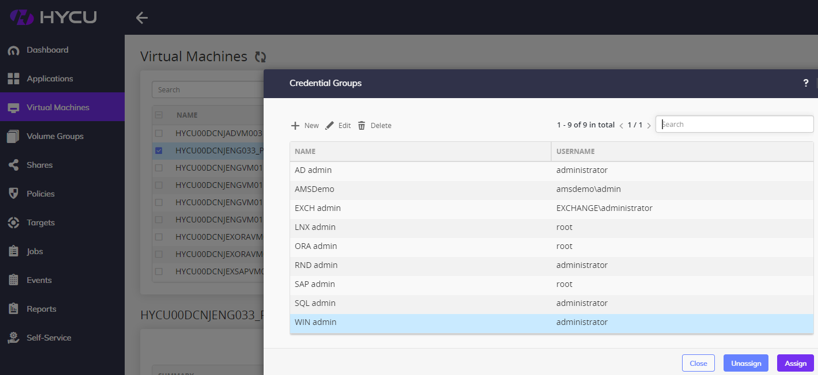 HYCU
Dashboard
Applications
Virtual Machines
Volume Groups
Shares
Policies
Targets
Jobs
Events
Reports
Self-Service
Virtual Machines
Search
NAME
HYCU00DCNJADVM003
HYCU00DCNJENG033_P
HYCU00DCNJENGVM01
HYCU00DCNJENGVM01
HYCU00DCNJENGVM01
HYCU00DCNJENGVM01
HYCU00DCNJEXORAVM
HYCU00DCNJEXORAVM
HYCU00DCNJEXSAPVM0
HYCU00DCNJENG033_P
Credential Groups ?
New Edit Delete 1 - 9 of 9 in total < 1 / 1 > Search
NAME USERNAME
AD admin administrator
AMSDemo amsdemo\admin
EXCH admin EXCHANGE\administrator
LNX admin root
ORA admin root
RND admin administrator
SAP admin root
SQL admin administrator
WIN admin administrator
Close Unassign Assign